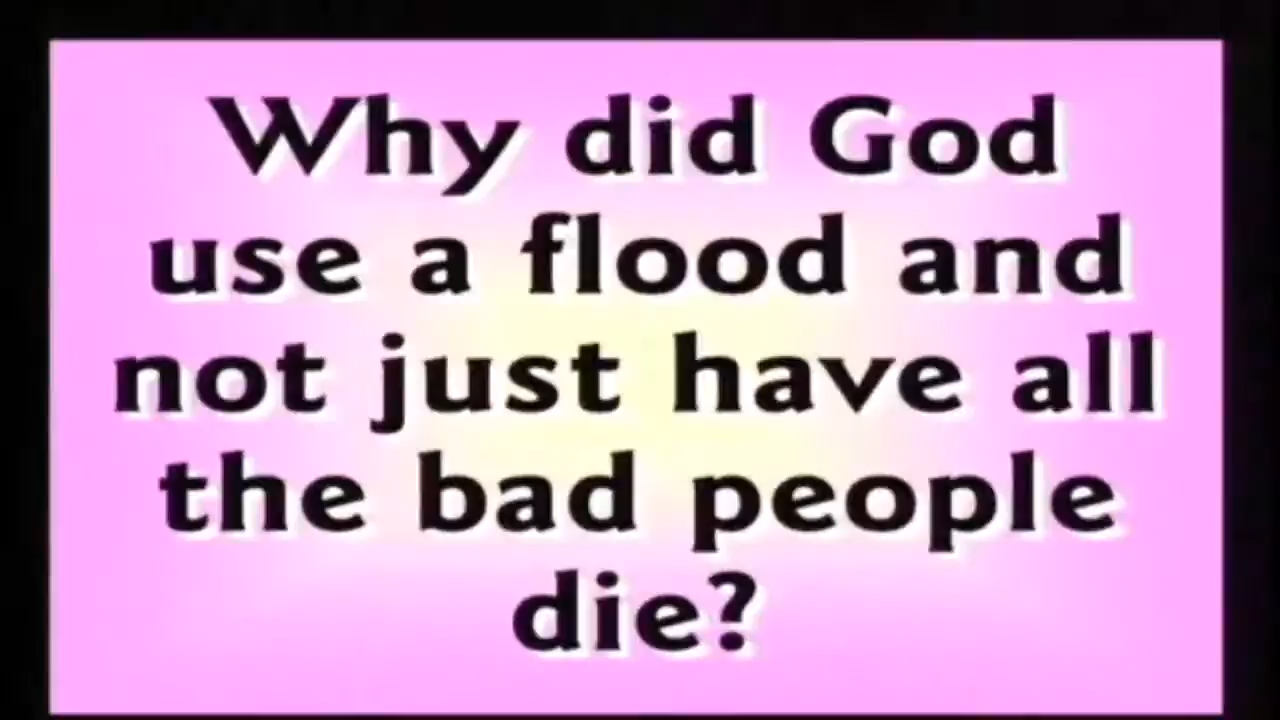 Why did God
use a flood and
not just have all
the bad people
die?